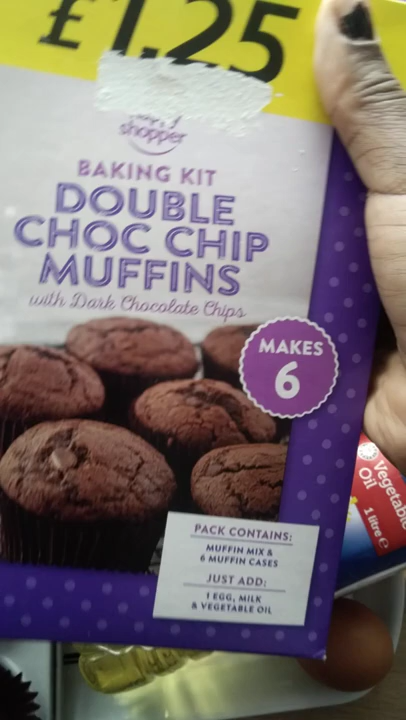 £1.25
happy
shopper
BAKING KIT
DOUBLE
CHOC CHIP
MUFFINS
with Dark Chocolate Chips
MAKES
6
PACK CONTAINS:
MUFFIN MIX &
6 MUFFIN CASES
JUST ADD:
1 EGG, MILK
& VEGETABLE OIL
Vegetable
Oil
1 litre e